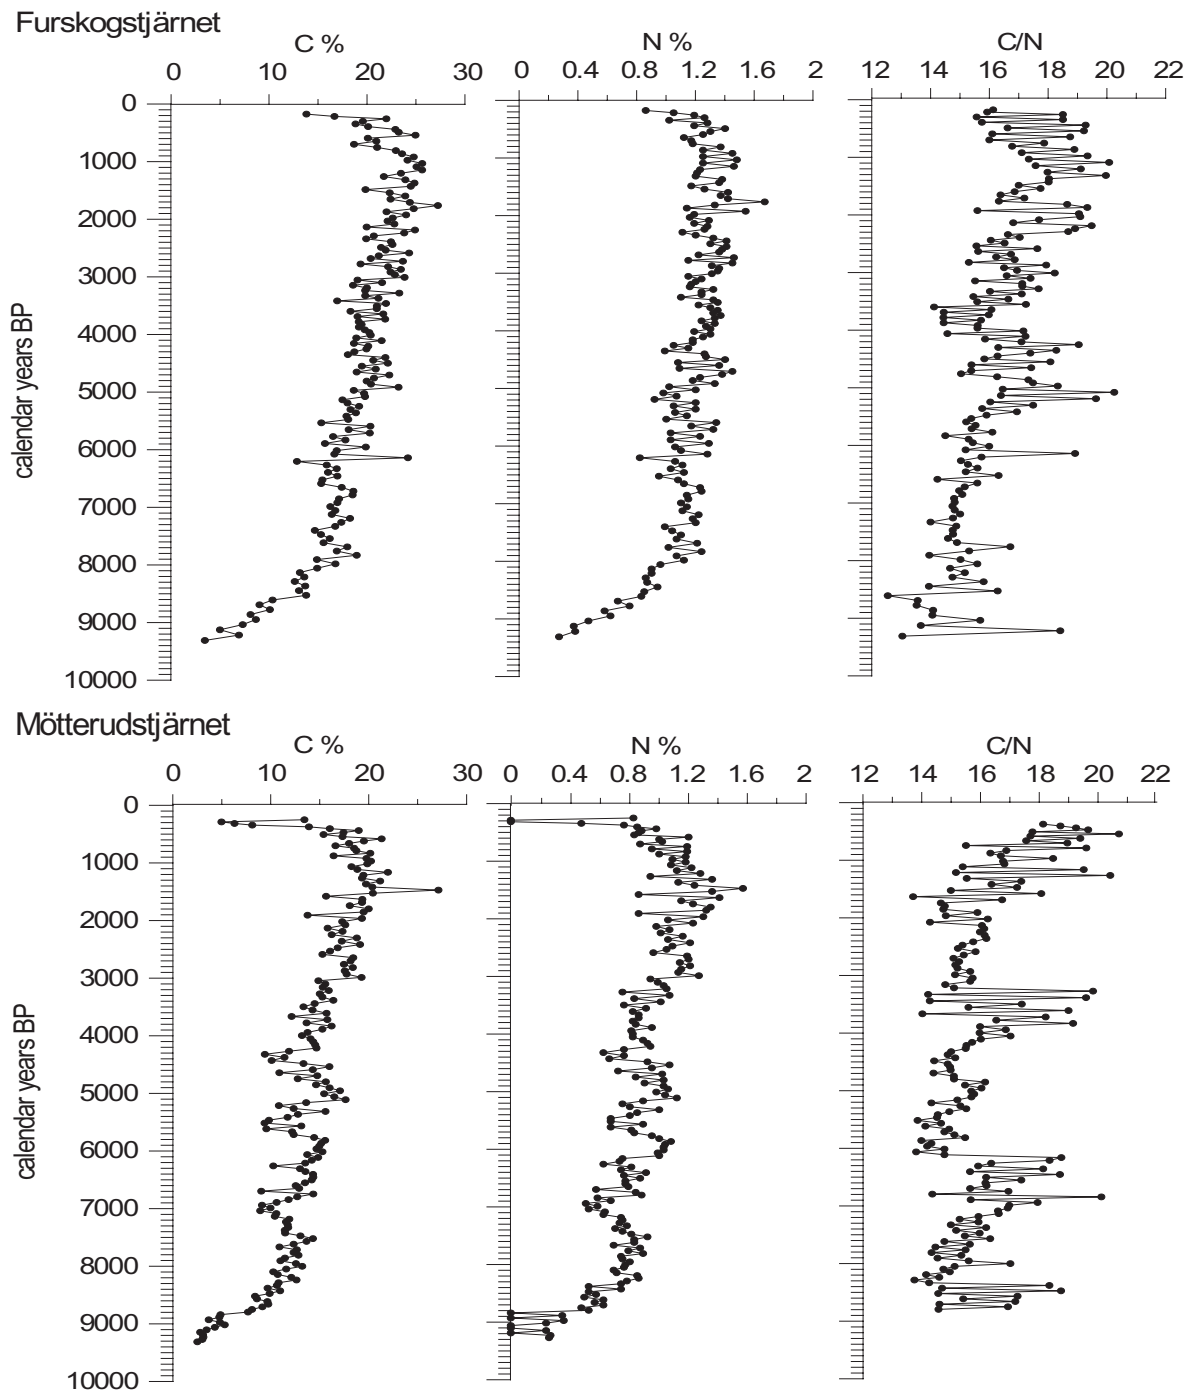 Furskogstjärnet
C %
N %
C/N
0 10 20 30
0 0.4 0.8 1.2 1.6 2
12 14 16 18 20 22
0
1000
2000
3000
4000
5000
6000
7000
8000
9000
10000
calendar years BP
Mötterudstjärnet
C %
N %
C/N
0 10 20 30
0 0.4 0.8 1.2 1.6 2
12 14 16 18 20 22
0
1000
2000
3000
4000
5000
6000
7000
8000
9000
10000
calendar years BP